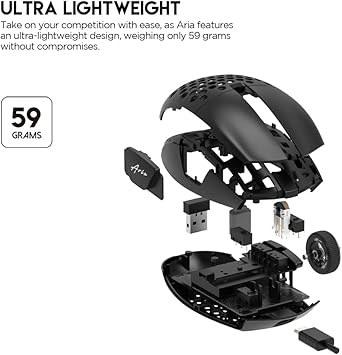 ULTRA LIGHTWEIGHT
Take on your competition with ease, as Aria features
an ultra-lightweight design, weighing only 59 grams
without compromises.
59
GRAMS
Aria